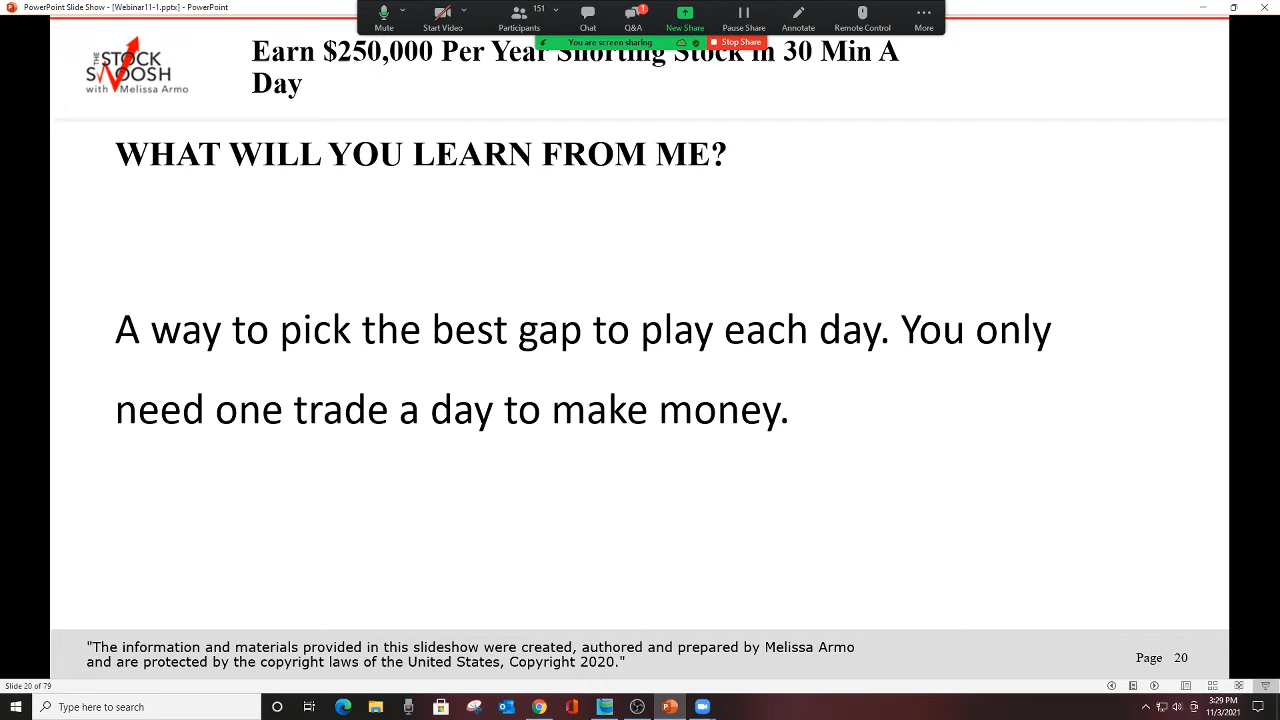 PowerPoint Slide Show - [Webinar11-1.pptx] - PowerPoint
151
1
Mute
Start Video
Participants
Chat
Q&A
New Share
Pause Share
Annotate
Remote Control
More
You are screen sharing
Stop Share
THE STOCK SWOOSH
with Melissa Armo
Earn $250,000 Per Year Shorting Stock in 30 Min A
Day
WHAT WILL YOU LEARN FROM ME?
A way to pick the best gap to play each day. You only
need one trade a day to make money.
"The information and materials provided in this slideshow were created, authored and prepared by Melissa Armo
and are protected by the copyright laws of the United States, Copyright 2020."
Page 20
Slide 20 of 79
Type here to search
3:29 PM
11/3/2021